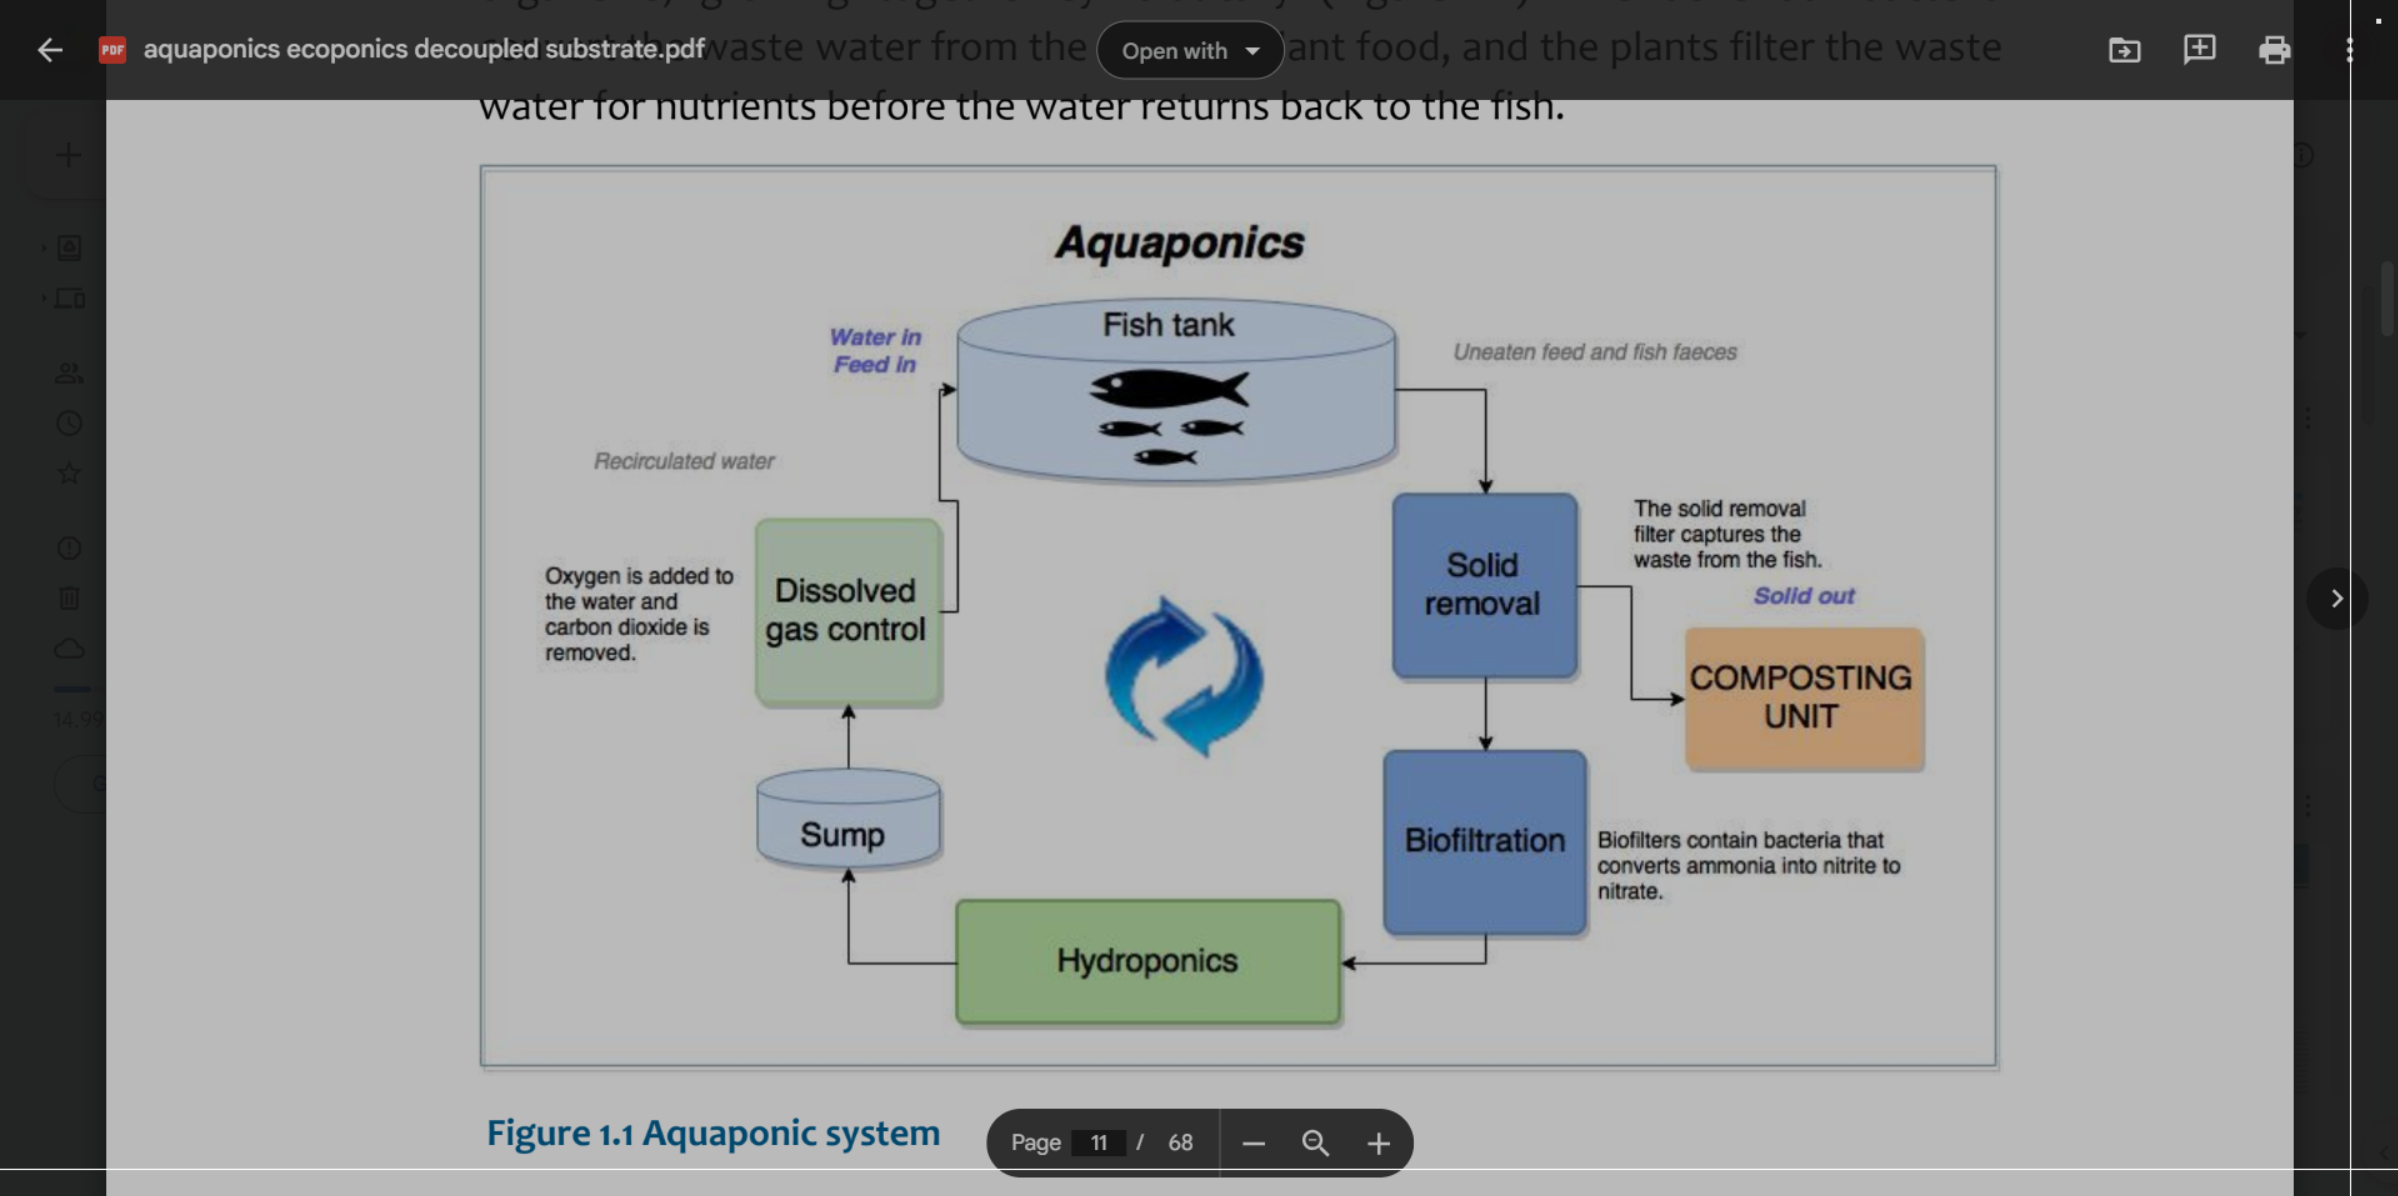 aquaponics ecoponics decoupled substrate.pdf
Open with
waste water from the
ant food, and the plants filter the waste
water for nutrients before the water returns back to the fish.
Aquaponics
Fish tank
Water in
Feed in
Uneaten feed and fish faeces
Recirculated water
Solid
removal
The solid removal
filter captures the
waste from the fish.
Solid out
Oxygen is added to
the water and
carbon dioxide is
removed.
Dissolved
gas control
COMPOSTING
UNIT
Sump
Biofiltration
Biofilters contain bacteria that
converts ammonia into nitrite to
nitrate.
Hydroponics
Figure 1.1 Aquaponic system
Page 11 / 68
14.99